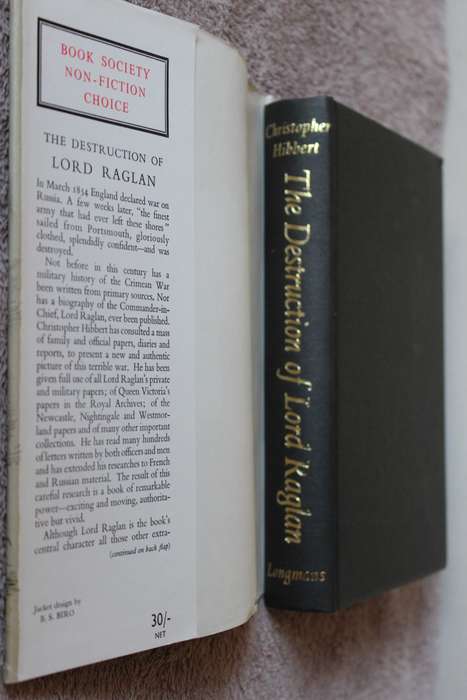 BOOK SOCIETY
NON-FICTION
CHOICE
THE DESTRUCTION OF
LORD RAGLAN
In March 1854 England declared war on
Russia. A few weeks later, "the finest
army that had ever left these shores"
sailed from Portsmouth, gloriously
clothed, splendidly confident—and was
destroyed.
Not before in this century has a
military history of the Crimean War
been written from primary sources. Nor
has a biography of the Commander-in-
Chief, Lord Raglan, ever been published.
Christopher Hibbert has consulted a mass
of family and official papers, diaries and
reports, to present a new and authentic
picture of this terrible war. He has been
given full use of all Lord Raglan's private
and military papers; of Queen Victoria's
papers in the Royal Archives; of the
Newcastle, Nightingale and Westmor-
land papers and of many other important
collections. He has read many hundreds
of letters written by both officers and men
and has extended his researches to French
and Russian material. The result of this
careful research is a book of remarkable
power—exciting and moving, authorita-
tive but vivid.
Although Lord Raglan is the book's
central character all those other extra-
(continued on back flap)
Jacket design by
B. S. BIRO
30/-
NET
Christopher
Hibbert
The Destruction of Lord Raglan
Longmans